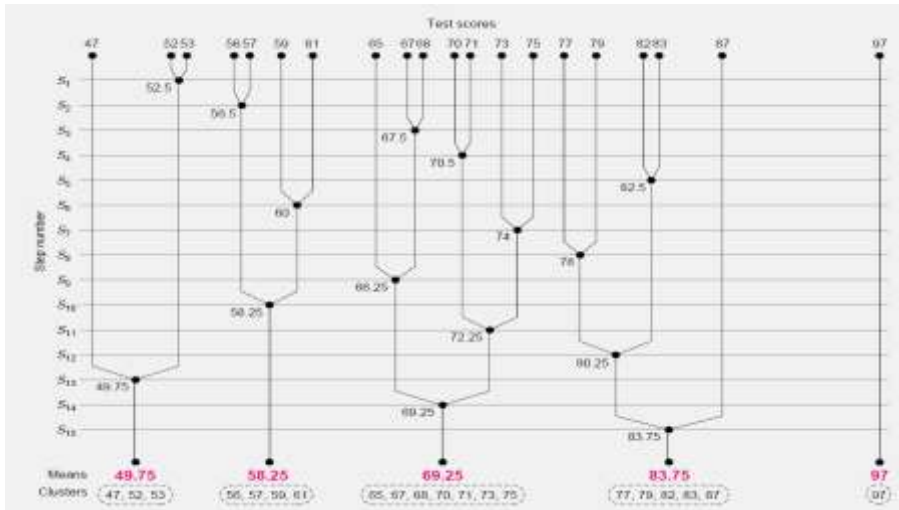 Test scores
47 52 53 56 57 59 61 65 67 68 70 71 73 75 77 79 82 83 87 97
S₁
52.5
S₂
56.5
S₃
67.5
S₄
70.5
S₅
82.5
S₆
60
S₇
74
Step number
S₈
78
S₉
66.25
S₁₀
58.25
S₁₁
72.25
S₁₂
80.25
S₁₃
49.75
S₁₄
69.25
S₁₅
83.75
Means 49.75 58.25 69.25 83.75 97
Clusters 47, 52, 53 56, 57, 59, 61 65, 67, 68, 70, 71, 73, 75 77, 79, 82, 83, 87 97